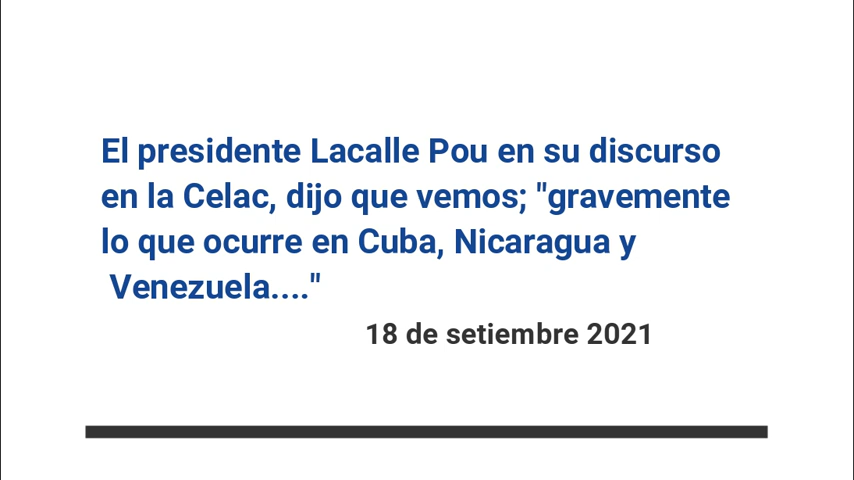 El presidente Lacalle Pou en su discurso
en la Celac, dijo que vemos; "gravemente
lo que ocurre en Cuba, Nicaragua y
Venezuela...."
18 de setiembre 2021